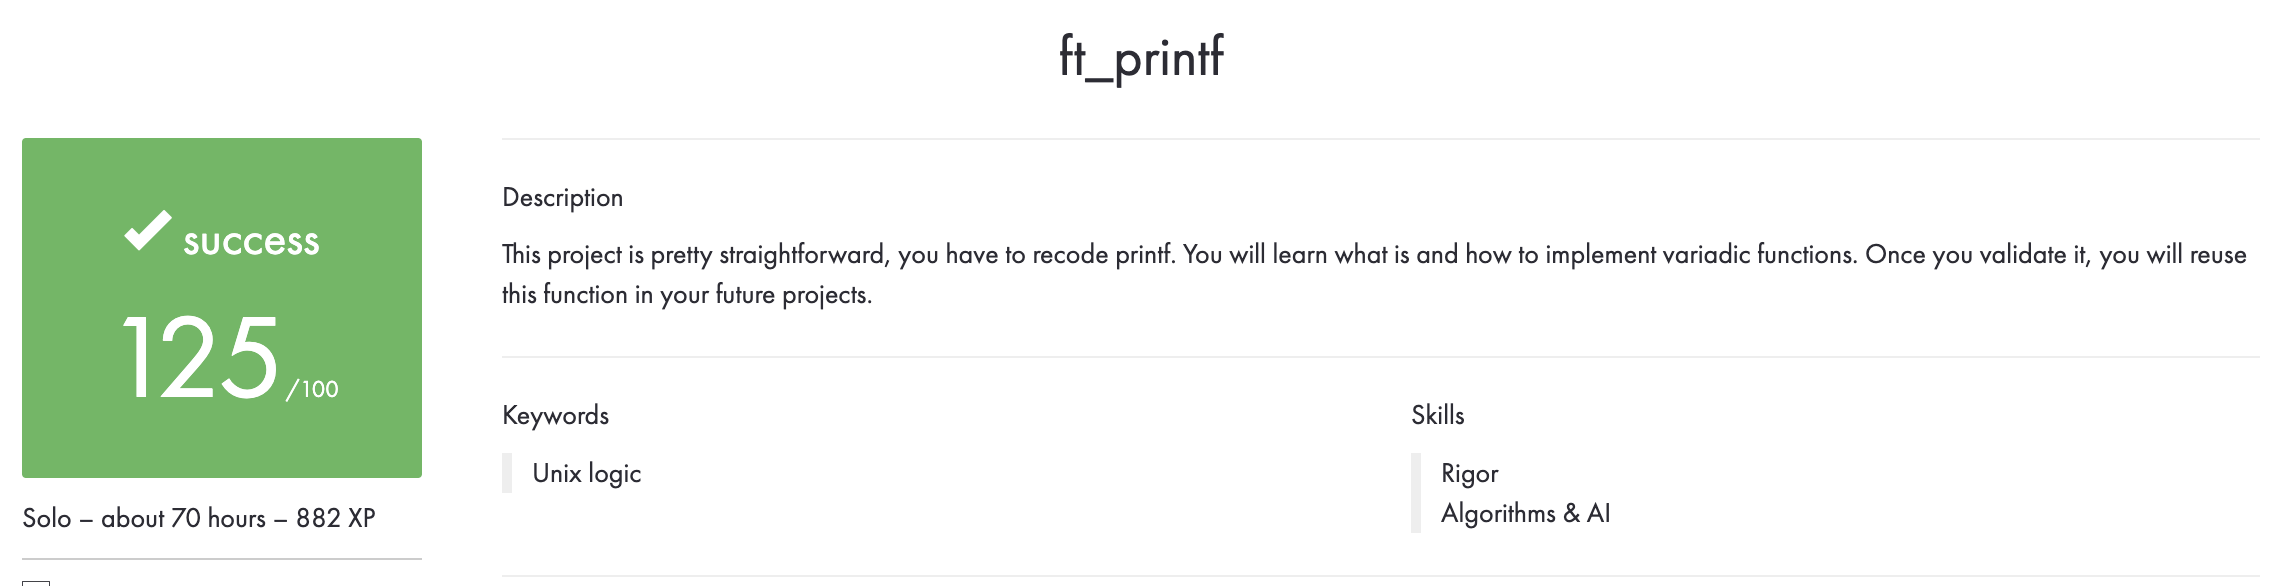 ft_printf
success
125 /100
Solo – about 70 hours – 882 XP
Description
This project is pretty straightforward, you have to recode printf. You will learn what is and how to implement variadic functions. Once you validate it, you will reuse
this function in your future projects.
Keywords
Unix logic
Skills
Rigor
Algorithms & AI